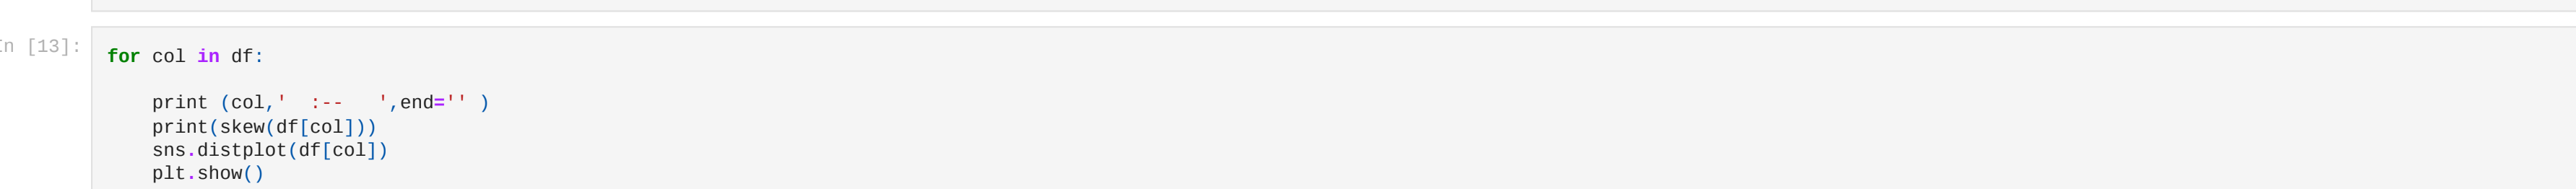 In [13]:
for col in df:
print (col,'  :--   ',end='' )
print(skew(df[col]))
sns.distplot(df[col])
plt.show()